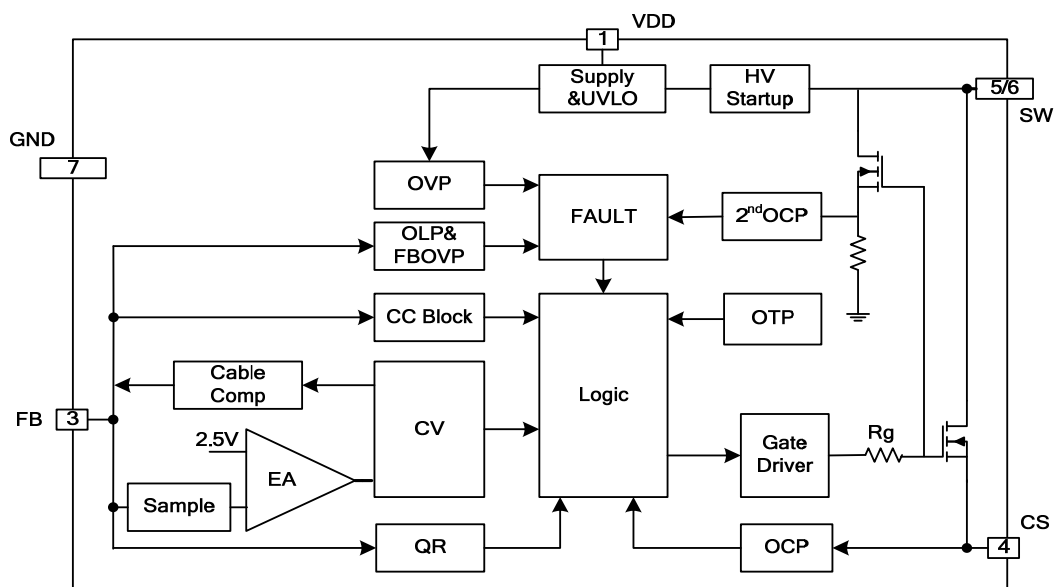 VDD
1
Supply
&UVLO
HV
Startup
5/6
SW
GND
7
OVP
FAULT
2ndOCP
OLP&
FBOVP
CC Block
OTP
Cable
Comp
Logic
FB
3
CV
2.5V
EA
Rg
Gate
Driver
Sample
CS
QR
OCP
4